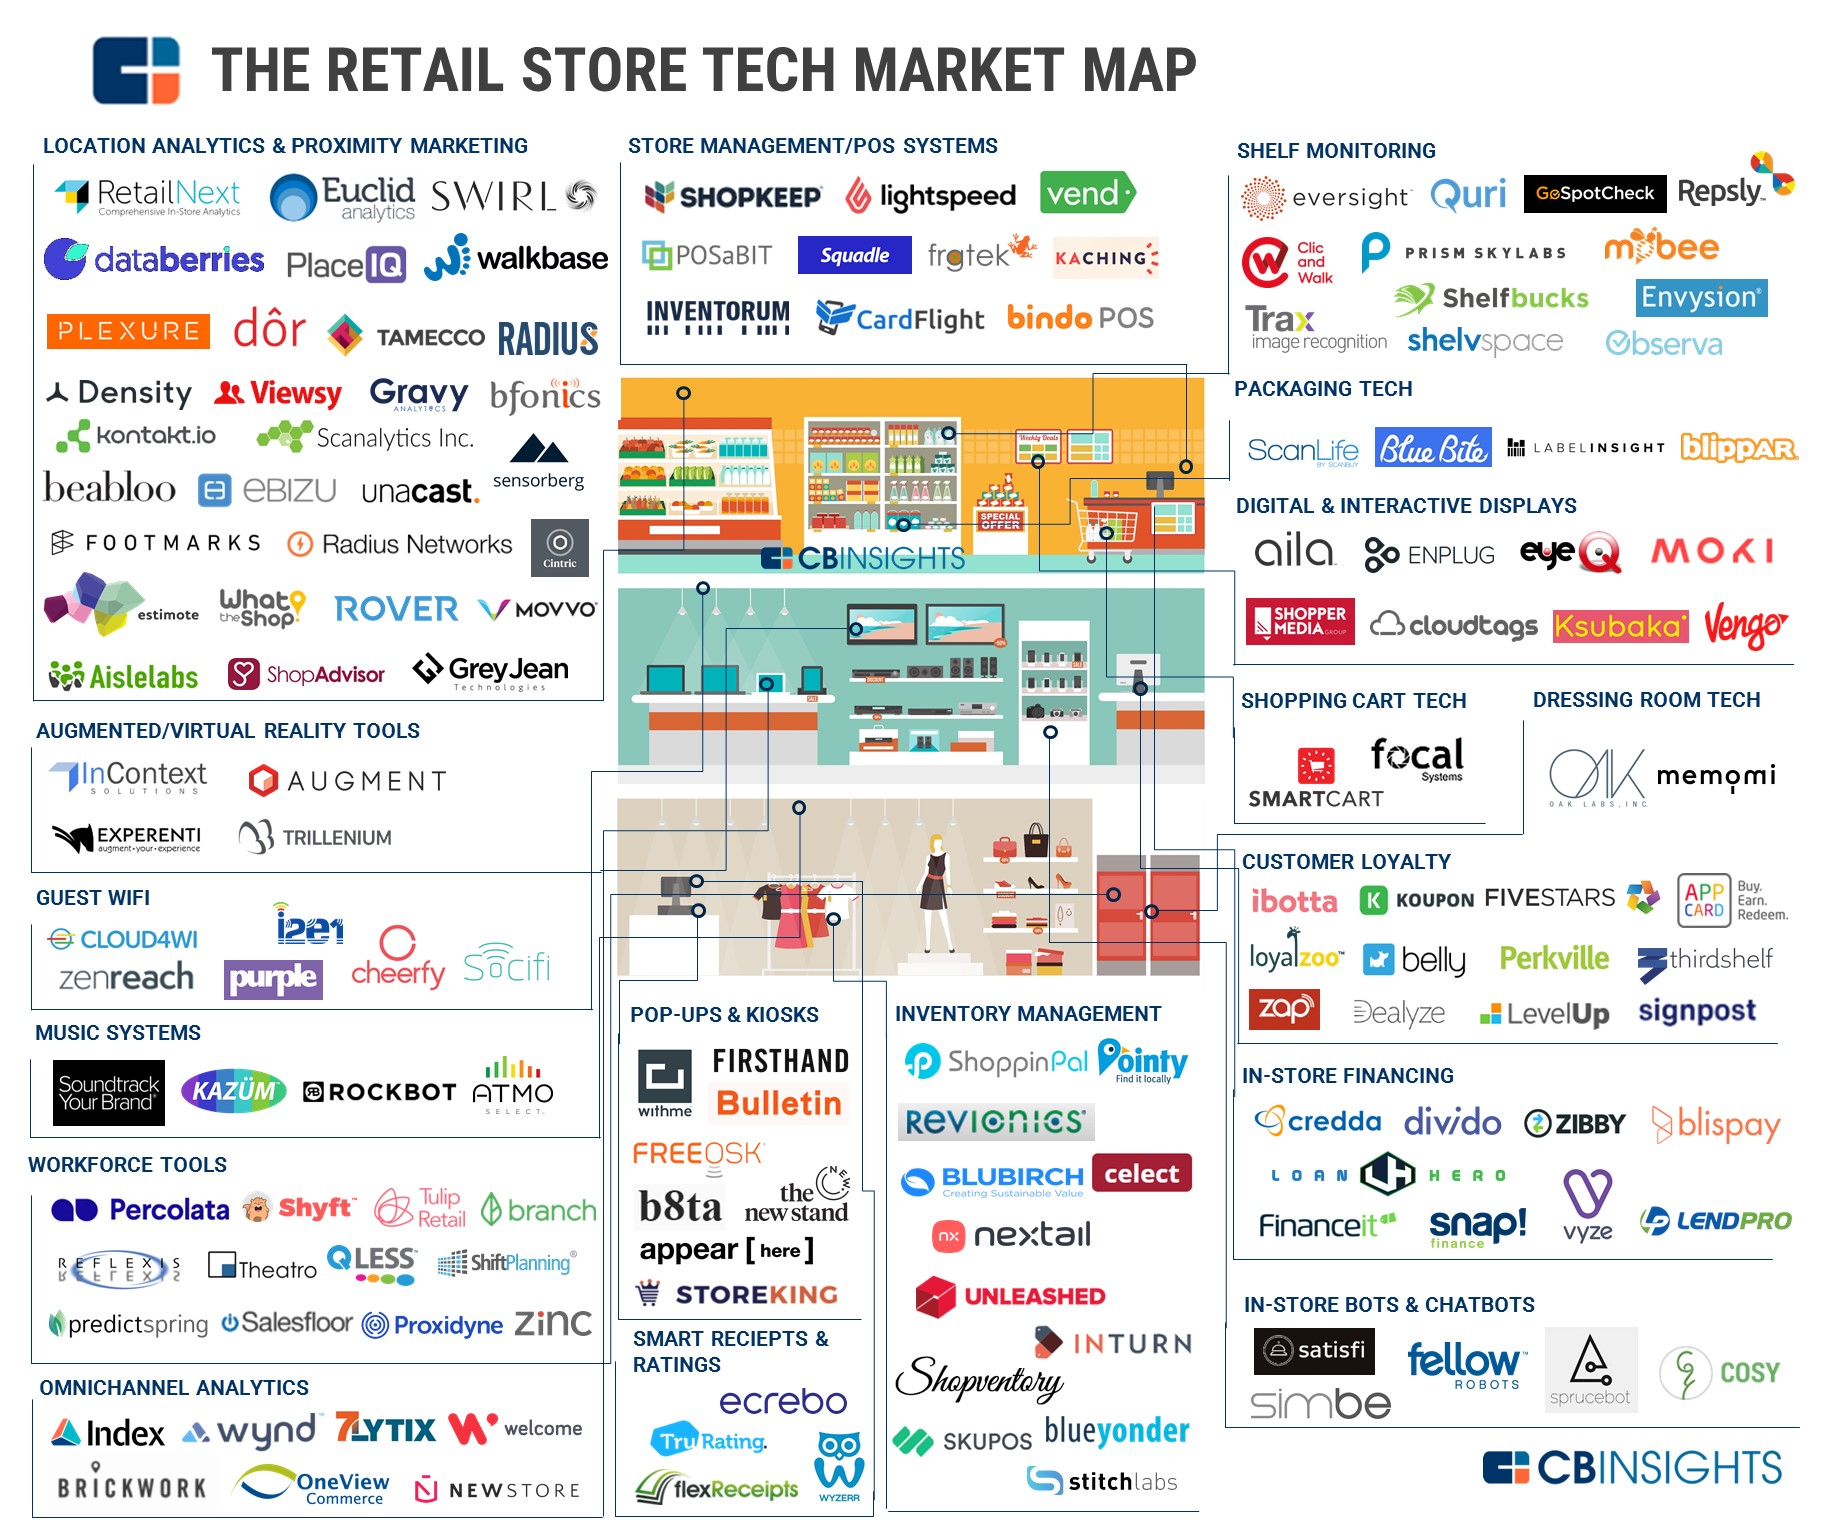 THE RETAIL STORE TECH MARKET MAP
LOCATION ANALYTICS & PROXIMITY MARKETING
RetailNext
Comprehensive In-Store Analytics
Euclid
analytics
SWIRL
databerries
PlaceIQ
walkbase
PLEXURE
dôr
TAMECCO
RADIUS
Density
Viewsy
Gravy
ANALYTICS
bfonics
kontakt.io
Scanalytics Inc.
sensorberg
beabloo
EBIZU
unacast.
FOOTMARKS
Radius Networks
Cintric
estimote
What
theShop!
ROVER
MOVVO
Aislelabs
ShopAdvisor
GreyJean
Technologies
AUGMENTED/VIRTUAL REALITY TOOLS
InContext
SOLUTIONS
AUGMENT
EXPERENTI
augment·your·experience
TRILLENIUM
GUEST WIFI
CLOUD4WI
i2e1
cheerfy
SOcifi
zenreach
purple
MUSIC SYSTEMS
Soundtrack
Your Brand
KAZÜM
ROCKBOT
ATMO
SELECT
WORKFORCE TOOLS
Percolata
Shyft
Tulip
Retail
branch
REFLEXIS
Theatro
QLESS
ShiftPlanning
predictspring
Salesfloor
Proxidyne
zinc
OMNICHANNEL ANALYTICS
Index
wynd
7LYTIX
welcome
BRICKWORK
OneView
Commerce
NEWSTORE
STORE MANAGEMENT/POS SYSTEMS
SHOPKEEP
lightspeed
vend
POSaBIT
Squadle
frgtek
KACHING
INVENTORUM
CardFlight
bindo POS
Weekly Deals
SPECIAL
OFFER
CBINSIGHTS
POP-UPS & KIOSKS
withme
FIRSTHAND
Bulletin
FREEOSK
b8ta
the
new stand
NEW
appear [here]
STOREKING
SMART RECIEPTS &
RATINGS
ecrebo
TruRating.
flexReceipts
WYZERR
INVENTORY MANAGEMENT
ShoppinPal
Pointy
Find it locally
Revionics
BLUBIRCH
Creating Sustainable Value
celect
nx nextail
UNLEASHED
INTURN
Shopventory
SKUPOS
blueyonder
stitchlabs
SHELF MONITORING
eversight
Quri
GoSpotCheck
Repsly
Clic
and
Walk
PRISM SKYLABS
mobee
Shelfbucks
Envysion
Trax
image recognition
shelvspace
Observa
PACKAGING TECH
ScanLife
BY SCANBUY
Blue Bite
LABELINSIGHT
blippAR
DIGITAL & INTERACTIVE DISPLAYS
aila
ENPLUG
eyeQ
MOKI
SHOPPER
MEDIA GROUP
cloudtags
Ksubaka
Vengo
SHOPPING CART TECH
SMARTCART
focal
Systems
DRESSING ROOM TECH
OAK
OAK LABS, INC.
memomi
CUSTOMER LOYALTY
ibotta
K KOUPON
FIVESTARS
APP
CARD
Buy.
Earn.
Redeem.
loyalzoo
belly
Perkville
thirdshelf
zap
Dealyze
LevelUp
signpost
IN-STORE FINANCING
credda
divido
ZIBBY
blispay
LOAN LH HERO
Financeit
snap!
finance
vyze
LENDPRO
IN-STORE BOTS & CHATBOTS
satisfi
fellow
ROBOTS
sprucebot
COSY
simbe
CBINSIGHTS